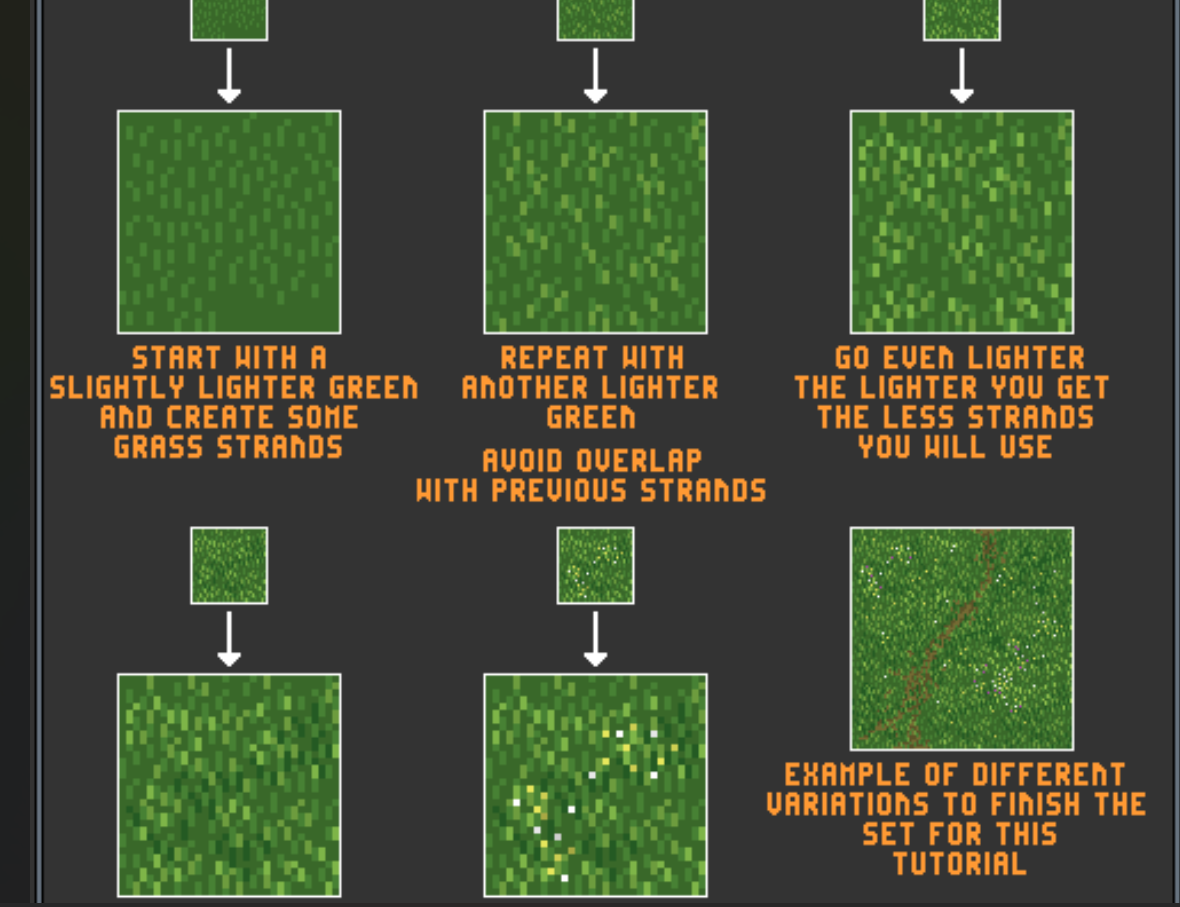 START WITH A
SLIGHTLY LIGHTER GREEN
AND CREATE SOME
GRASS STRANDS
REPEAT WITH
ANOTHER LIGHTER
GREEN
AVOID OVERLAP
WITH PREVIOUS STRANDS
GO EVEN LIGHTER
THE LIGHTER YOU GET
THE LESS STRANDS
YOU WILL USE
EXAMPLE OF DIFFERENT
VARIATIONS TO FINISH THE
SET FOR THIS
TUTORIAL